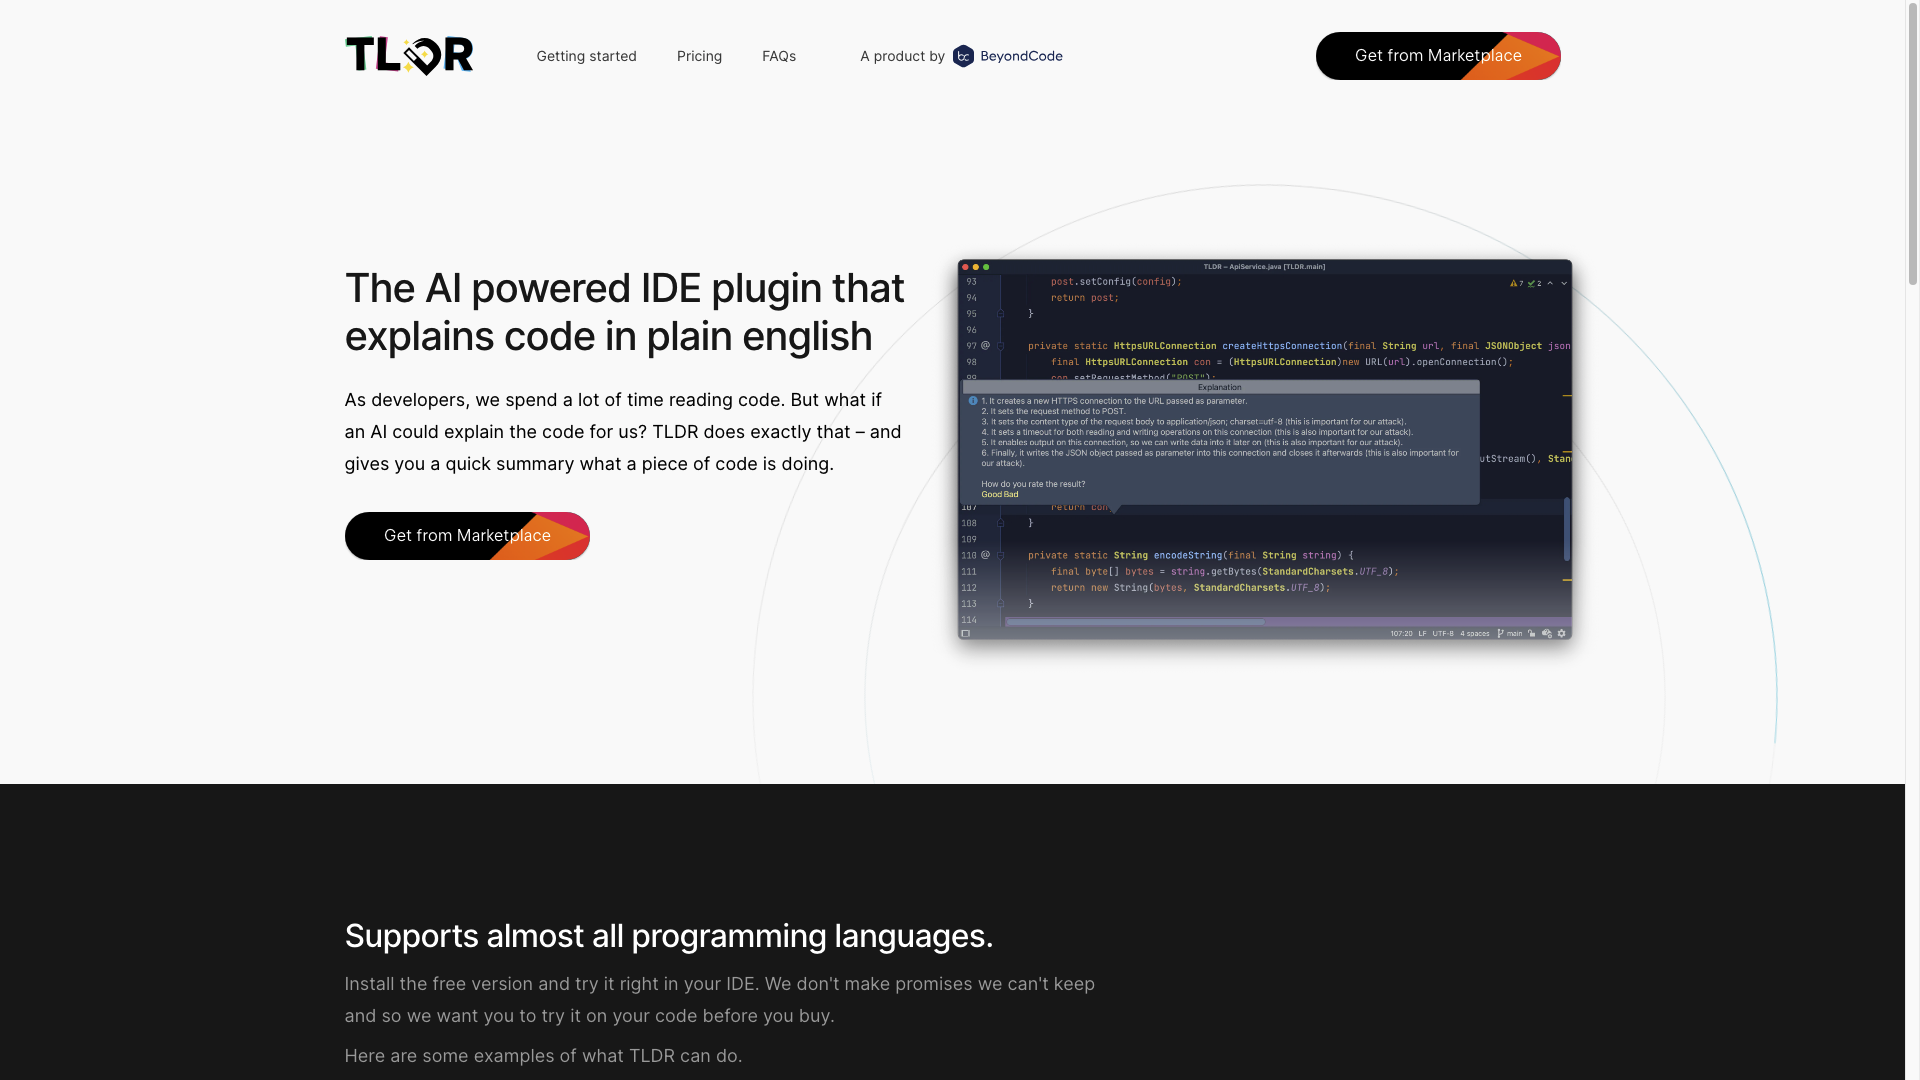 TLDR
Getting started
Pricing
FAQs
A product by BeyondCode
Get from Marketplace
The AI powered IDE plugin that
explains code in plain english
As developers, we spend a lot of time reading code. But what if
an AI could explain the code for us? TLDR does exactly that – and
gives you a quick summary what a piece of code is doing.
Get from Marketplace
TLDR – ApiService.java [TLDR.main]
93 post.setConfig(config);
7 2
94 return post;
95 }
96
97 @ private static HttpsURLConnection createHttpsConnection(final String url, final JSONObject json
98 final HttpsURLConnection con = (HttpsURLConnection)new URL(url).openConnection();
99 con.setRequestMethod("POST");
Explanation
1. It creates a new HTTPS connection to the URL passed as parameter.
2. It sets the request method to POST.
3. It sets the content type of the request body to application/json; charset=utf-8 (this is important for our attack).
4. It sets a timeout for both reading and writing operations on this connection (this is also important for our attack).
5. It enables output on this connection, so we can write data into it later on (this is also important for our attack).
6. Finally, it writes the JSON object passed as parameter into this connection and closes it afterwards (this is also important for
our attack).
How do you rate the result?
Good Bad
utStream(), Stan
107 return con
108 }
109
110 @ private static String encodeString(final String string) {
111 final byte[] bytes = string.getBytes(StandardCharsets.UTF_8);
112 return new String(bytes, StandardCharsets.UTF_8);
113 }
114
107:20 LF UTF-8 4 spaces main
Supports almost all programming languages.
Install the free version and try it right in your IDE. We don't make promises we can't keep
and so we want you to try it on your code before you buy.
Here are some examples of what TLDR can do.